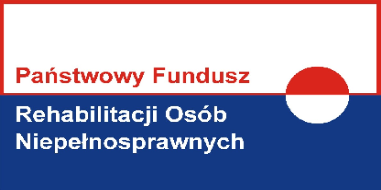 Państwowy Fundusz
Rehabilitacji Osób
Niepełnosprawnych